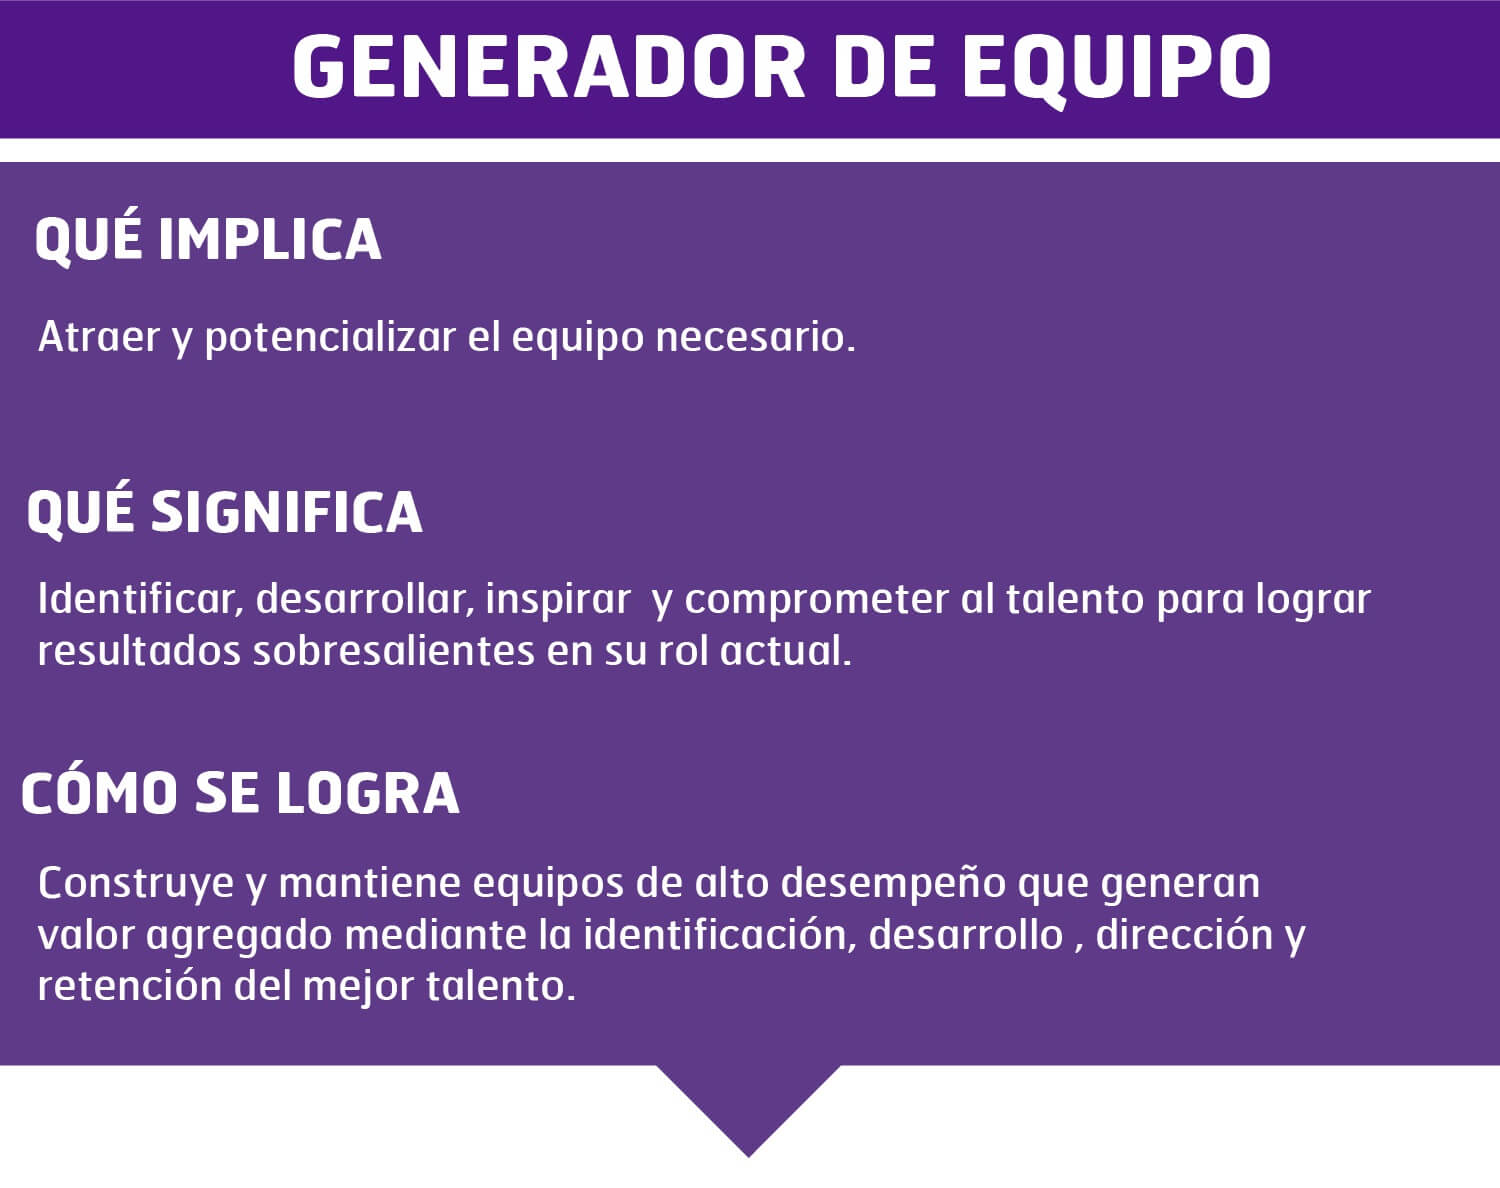 GENERADOR DE EQUIPO
QUÉ IMPLICA
Atraer y potencializar el equipo necesario.
QUÉ SIGNIFICA
Identificar, desarrollar, inspirar  y comprometer al talento para lograr
resultados sobresalientes en su rol actual.
CÓMO SE LOGRA
Construye y mantiene equipos de alto desempeño que generan
valor agregado mediante la identificación, desarrollo , dirección y
retención del mejor talento.